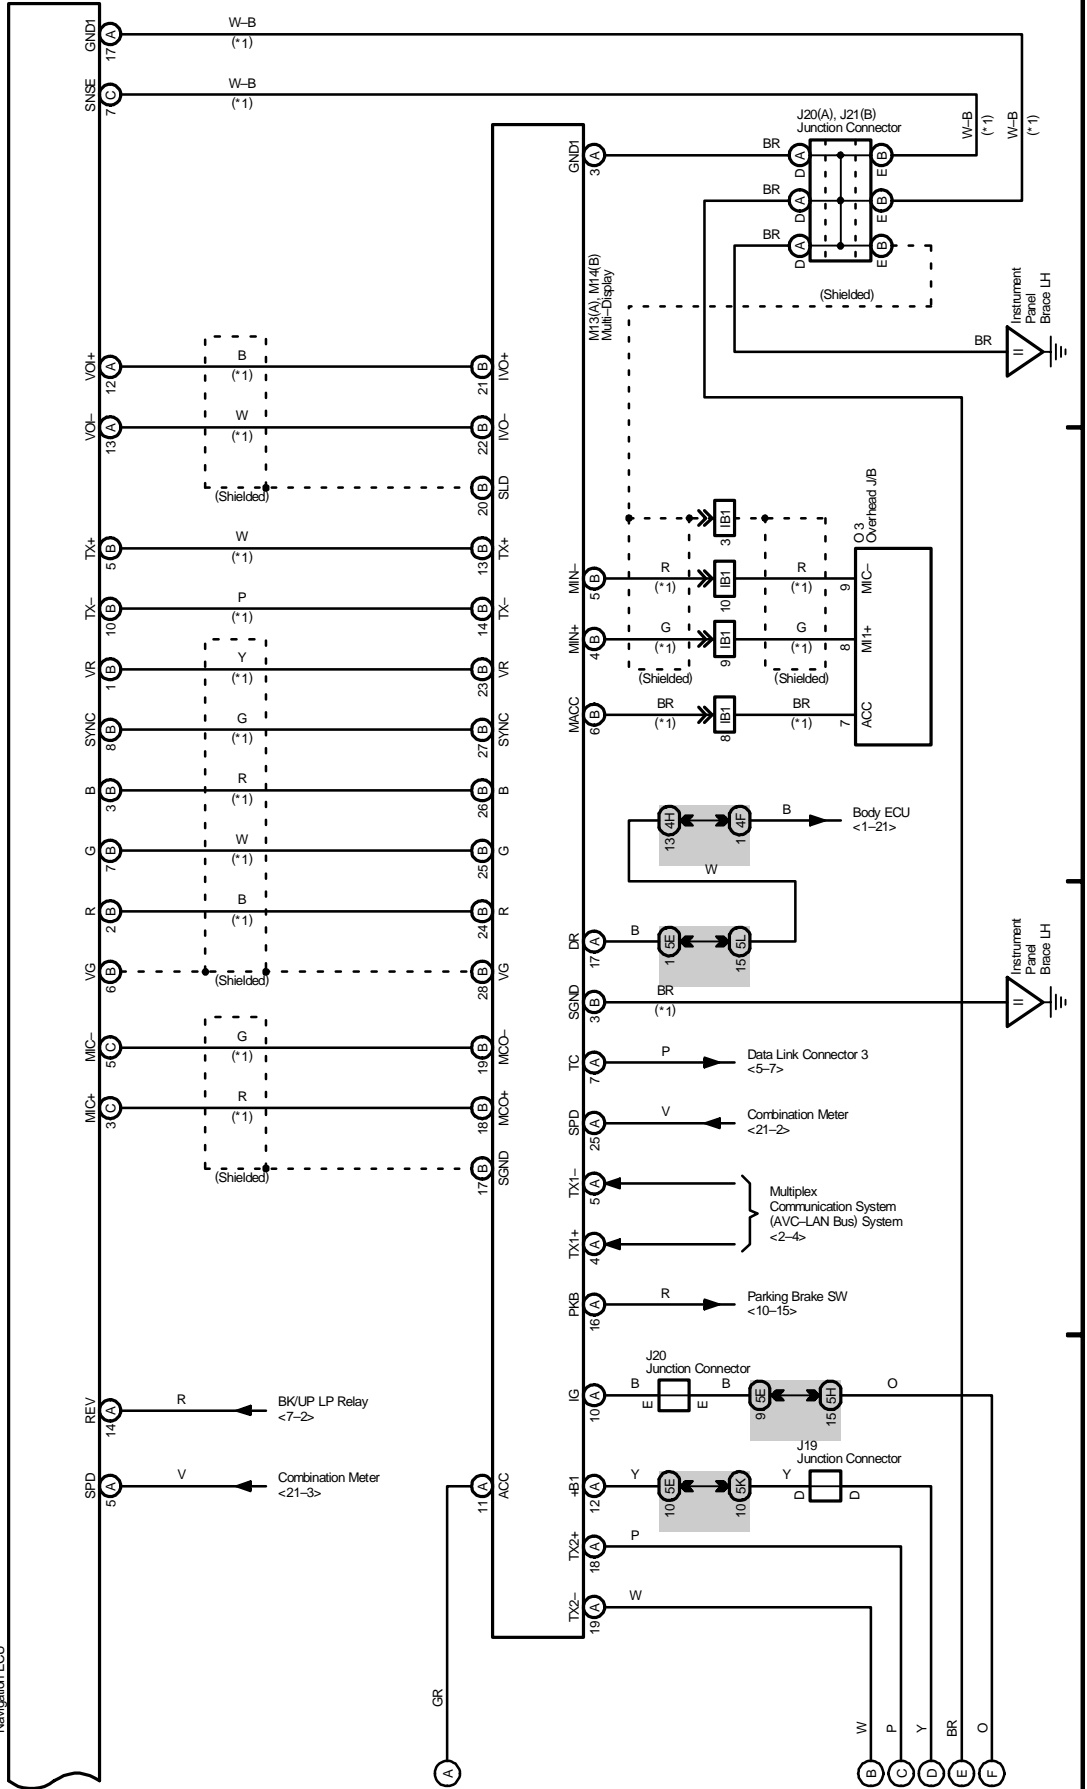 Navigation ECU
GND1
17 A
W–B
(*1)
SNSE
7 C
W–B
(*1)
W–B
(*1)
W–B
(*1)
J20(A), J21(B)
Junction Connector
GND1
3 A
BR
D A
B E
BR
D A
B E
BR
D A
B E
M13(A), M14(B)
Multi–Display
(Shielded)
BR
II
Instrument
Panel
Brace LH
VOI+
12 A
B
(*1)
21 B
IVO+
VOI–
13 A
W
(*1)
22 B
IVO–
(Shielded)
20 B
SLD
TX+
5 B
W
(*1)
13 B
TX+
TX–
10 B
P
(*1)
14 B
TX–
VR
1 B
Y
(*1)
23 B
VR
SYNC
8 B
G
(*1)
27 B
SYNC
B
3 B
R
(*1)
26 B
B
G
7 B
W
(*1)
25 B
G
R
2 B
B
(*1)
24 B
R
VG
6 B
(Shielded)
28 B
VG
MIC–
5 C
G
(*1)
19 B
MCO–
MIC+
3 C
R
(*1)
18 B
MCO+
(Shielded)
17 B
SGND
3 IB1
O 3
Overhead J/B
MIN–
5 B
R
(*1)
10 IB1
R
(*1)
9
MIC–
MIN+
4 B
G
(*1)
9 IB1
G
(*1)
8
MI1+
(Shielded)
(Shielded)
MACC
6 B
BR
(*1)
8 IB1
BR
(*1)
7
ACC
13 4H
1 4F
B
Body ECU
<1–21>
W
DR
17 A
B
1 5E
15 5L
SGND
3 B
BR
(*1)
II
Instrument
Panel
Brace LH
TC
7 A
P
Data Link Connector 3
<5–7>
SPD
25 A
V
Combination Meter
<21–2>
TX1–
5 A
TX1+
4 A
Multiplex
Communication System
(AVC–LAN Bus) System
<2–4>
PKB
16 A
R
Parking Brake SW
<10–15>
REV
14 A
R
BK/UP LP Relay
<7–2>
SPD
5 A
V
Combination Meter
<21–3>
J20
Junction Connector
IG
10 A
B
E
E
B
9 5E
15 5H
O
J19
Junction Connector
11 A
ACC
+B1
12 A
Y
10 5E
10 5K
Y
D
D
TX2+
18 A
P
TX2–
19 A
W
GR
A
W
B
P
C
Y
D
BR
E
O
F